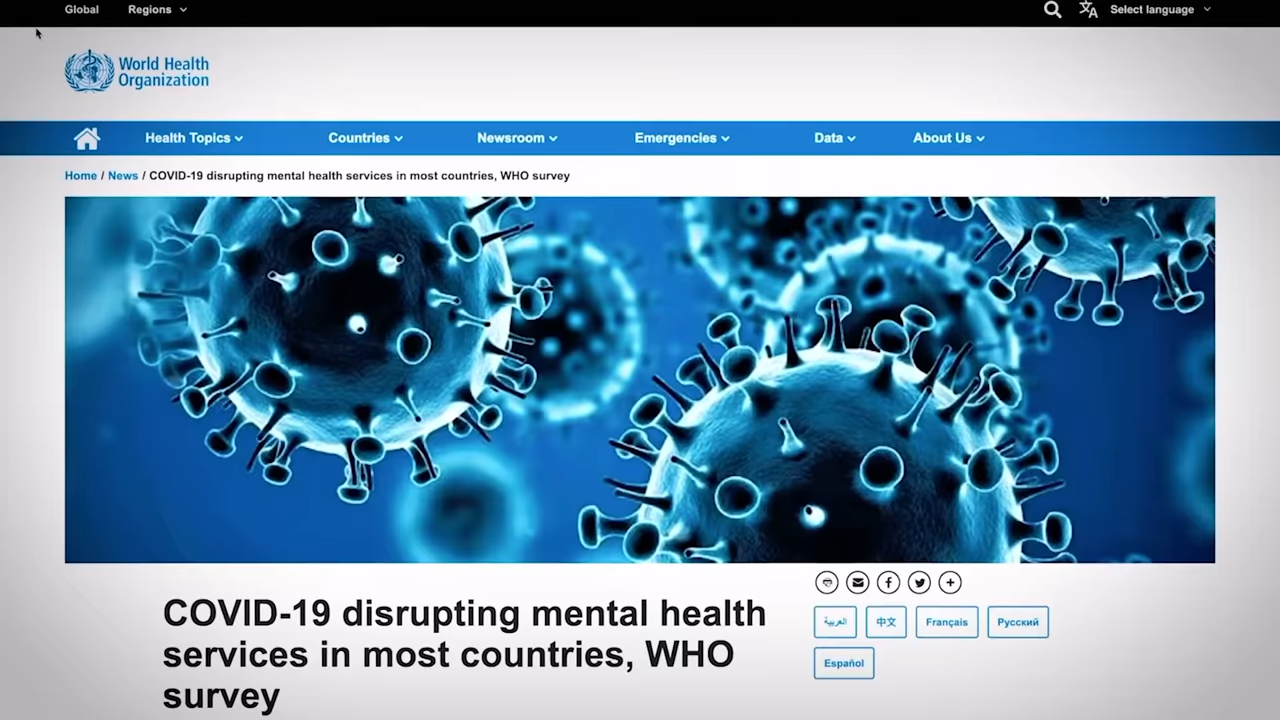 Global
Regions
Select language
World Health
Organization
Health Topics
Countries
Newsroom
Emergencies
Data
About Us
Home / News / COVID-19 disrupting mental health services in most countries, WHO survey
COVID-19 disrupting mental health
services in most countries, WHO
survey
العربية
中文
Français
Русский
Español